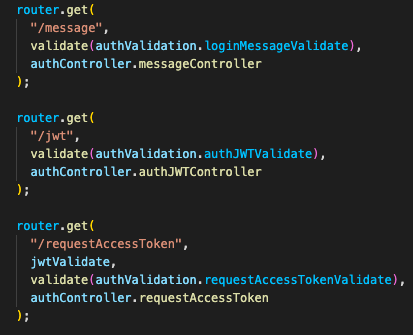 router.get(
  "/message",
  validate(authValidation.loginMessageValidate),
  authController.messageController
);

router.get(
  "/jwt",
  validate(authValidation.authJWTValidate),
  authController.authJWTController
);

router.get(
  "/requestAccessToken",
  jwtValidate,
  validate(authValidation.requestAccessTokenValidate),
  authController.requestAccessToken
);